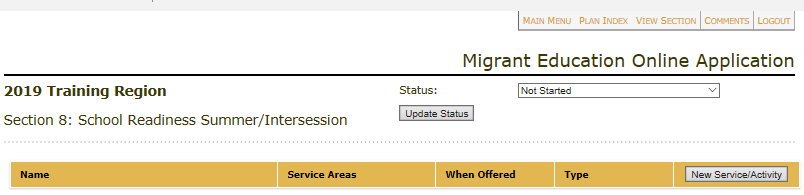 MAIN MENU PLAN INDEX VIEW SECTION COMMENTS LOGOUT
Migrant Education Online Application
2019 Training Region Status: Not Started
Update Status
Section 8: School Readiness Summer/Intersession
Name Service Areas When Offered Type New Service/Activity